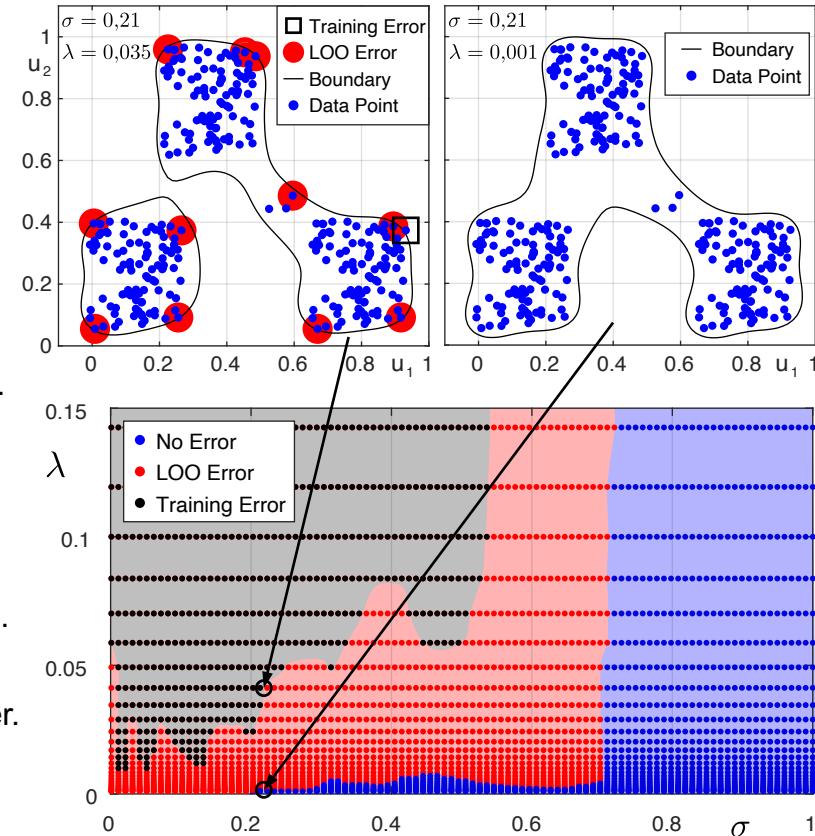 σ = 0,21
λ = 0,035
Training Error
LOO Error
Boundary
Data Point
1
u2
0.8
0.6
0.4
0.2
0
0 0.2 0.4 0.6 0.8 u1 1
σ = 0,21
λ = 0,001
Boundary
Data Point
0 0.2 0.4 0.6 0.8 u1 1
.
.
er.
0.15
λ
0.1
0.05
0
No Error
LOO Error
Training Error
0 0.2 0.4 0.6 0.8 σ 1